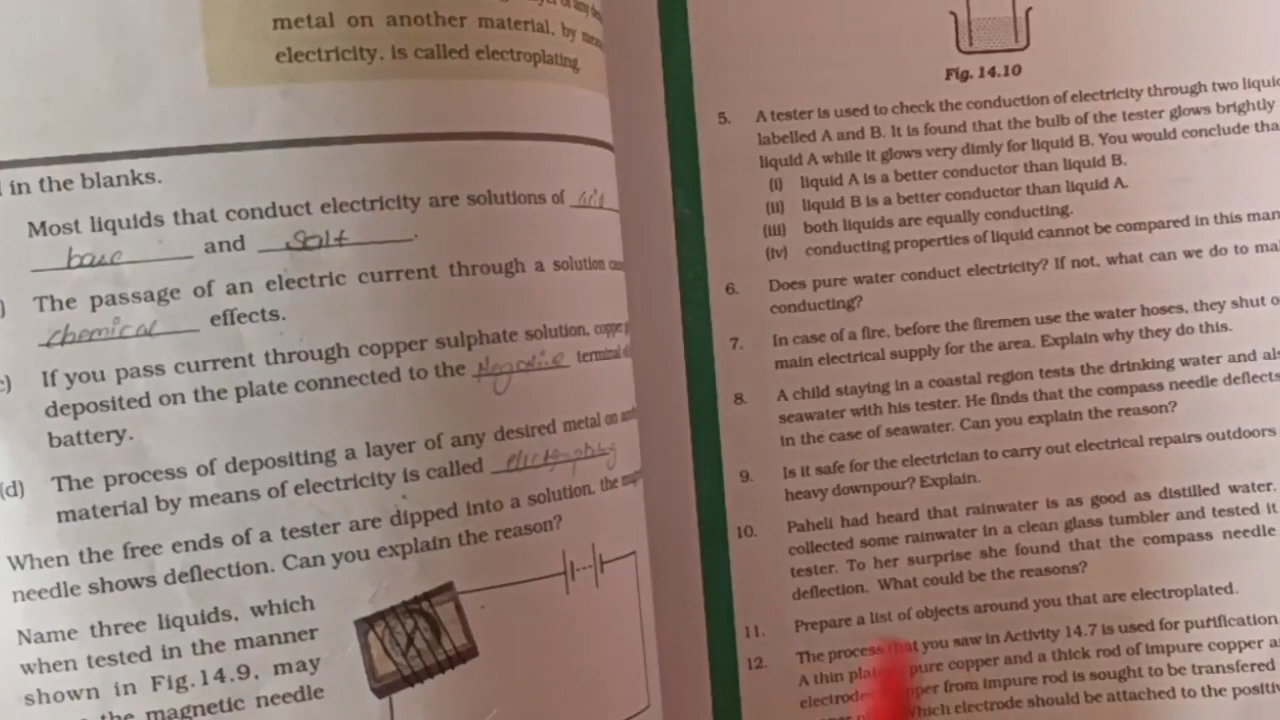 metal on another material, by
electricity, is called electroplating.
in the blanks.
Most liquids that conduct electricity are solutions of
base and salt.
The passage of an electric current through a solution
chemical effects.
If you pass current through copper sulphate solution, copper
deposited on the plate connected to the Negative terminal
battery.
(d) The process of depositing a layer of any desired metal on
material by means of electricity is called
When the free ends of a tester are dipped into a solution, the
needle shows deflection. Can you explain the reason?
Name three liquids, which
when tested in the manner
shown in Fig.14.9, may
the magnetic needle
Fig. 14.10
5. A tester is used to check the conduction of electricity through two
labelled A and B. It is found that the bulb of the tester glows brightly
liquid A while it glows very dimly for liquid B. You would conclude
(i) liquid A is a better conductor than liquid B.
(ii) liquid B is a better conductor than liquid A.
(iii) both liquids are equally conducting.
(iv) conducting properties of liquid cannot be compared in this
6. Does pure water conduct electricity? If not, what can we do to
conducting?
7. In case of a fire, before the firemen use the water hoses, they shut
main electrical supply for the area. Explain why they do this.
8. A child staying in a coastal region tests the drinking water and
seawater with his tester. He finds that the compass needle deflects
in the case of seawater. Can you explain the reason?
9. Is it safe for the electrician to carry out electrical repairs outdoors
heavy downpour? Explain.
10. Paheli had heard that rainwater is as good as distilled water.
collected some rainwater in a clean glass tumbler and tested it
tester. To her surprise she found that the compass needle
deflection. What could be the reasons?
11. Prepare a list of objects around you that are electroplated.
12. The process that you saw in Activity 14.7 is used for purification
A thin pure copper and a thick rod of impure copper
from impure rod is sought to be transfered
Which electrode should be attached to the